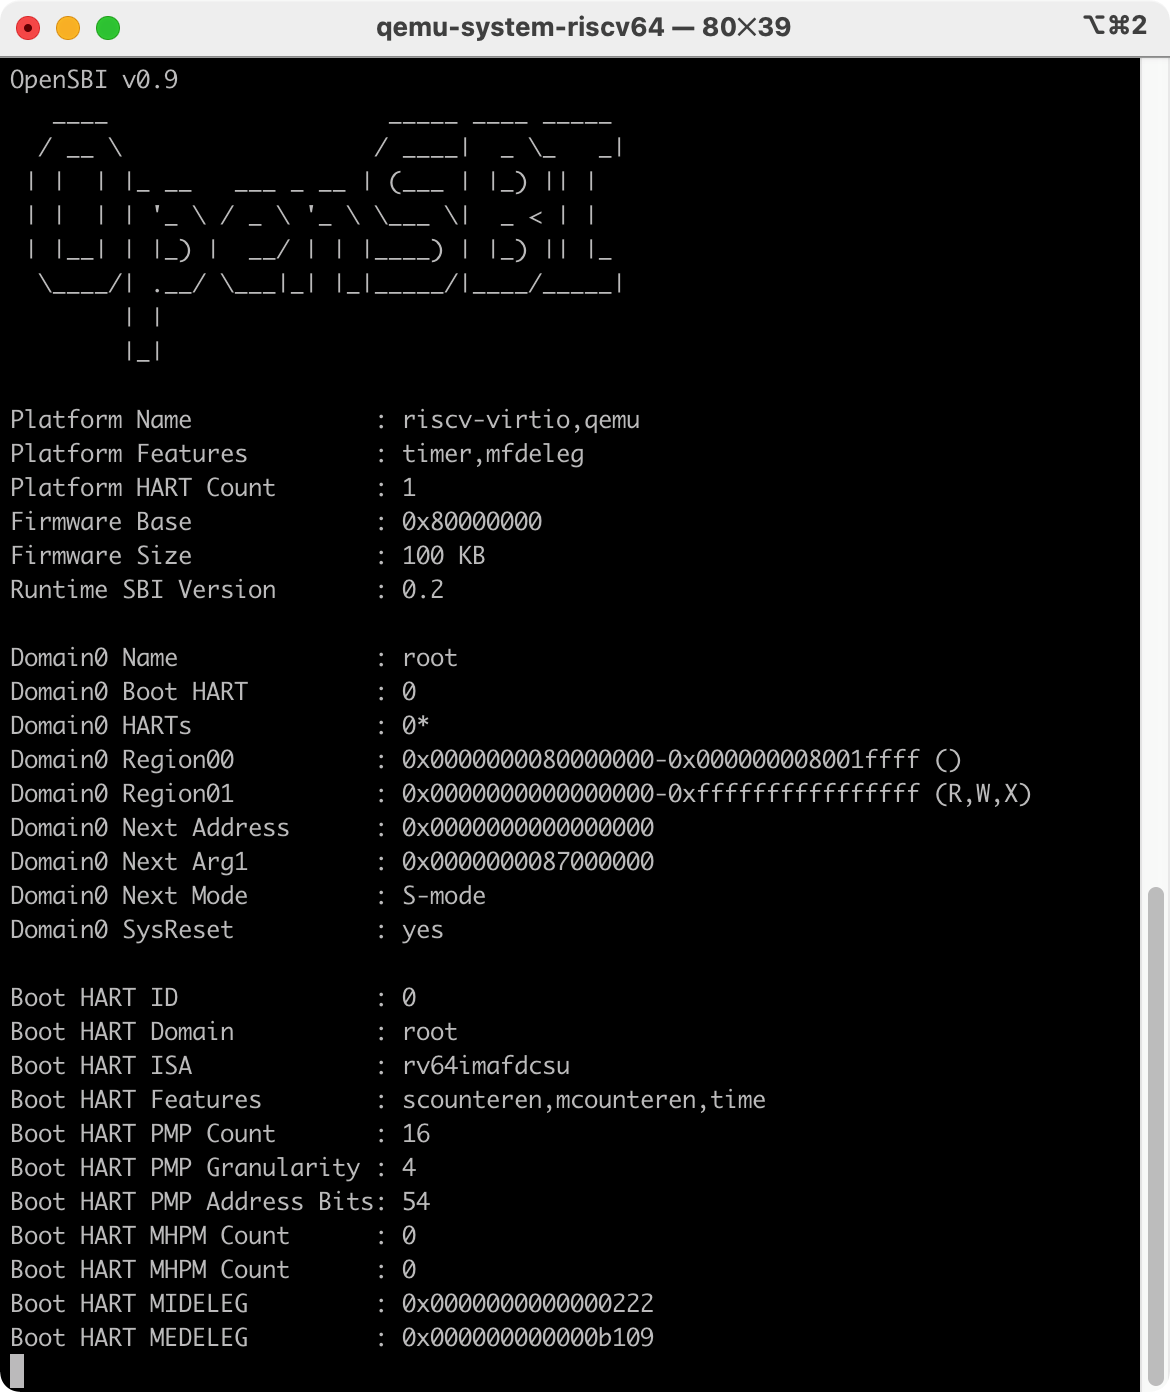 qemu-system-riscv64 — 80×39 ⌥⌘2
OpenSBI v0.9
   ____                    _____ ____ _____
  / __ \                  / ____|  _ \_   _|
 | |  | |_ __   ___ _ __ | (___ | |_) || |
 | |  | | '_ \ / _ \ '_ \ \___ \|  _ < | |
 | |__| | |_) |  __/ | | |____) | |_) || |_
  \____/| .__/ \___|_| |_|_____/|____/_____|
        | |
        |_|
Platform Name             : riscv-virtio,qemu
Platform Features         : timer,mfdeleg
Platform HART Count       : 1
Firmware Base             : 0x80000000
Firmware Size             : 100 KB
Runtime SBI Version       : 0.2
Domain0 Name              : root
Domain0 Boot HART         : 0
Domain0 HARTs             : 0*
Domain0 Region00          : 0x0000000080000000-0x000000008001ffff ()
Domain0 Region01          : 0x0000000000000000-0xffffffffffffffff (R,W,X)
Domain0 Next Address      : 0x0000000000000000
Domain0 Next Arg1         : 0x0000000087000000
Domain0 Next Mode         : S-mode
Domain0 SysReset          : yes
Boot HART ID              : 0
Boot HART Domain          : root
Boot HART ISA             : rv64imafdcsu
Boot HART Features        : scounteren,mcounteren,time
Boot HART PMP Count       : 16
Boot HART PMP Granularity : 4
Boot HART PMP Address Bits: 54
Boot HART MHPM Count      : 0
Boot HART MHPM Count      : 0
Boot HART MIDELEG         : 0x0000000000000222
Boot HART MEDELEG         : 0x000000000000b109